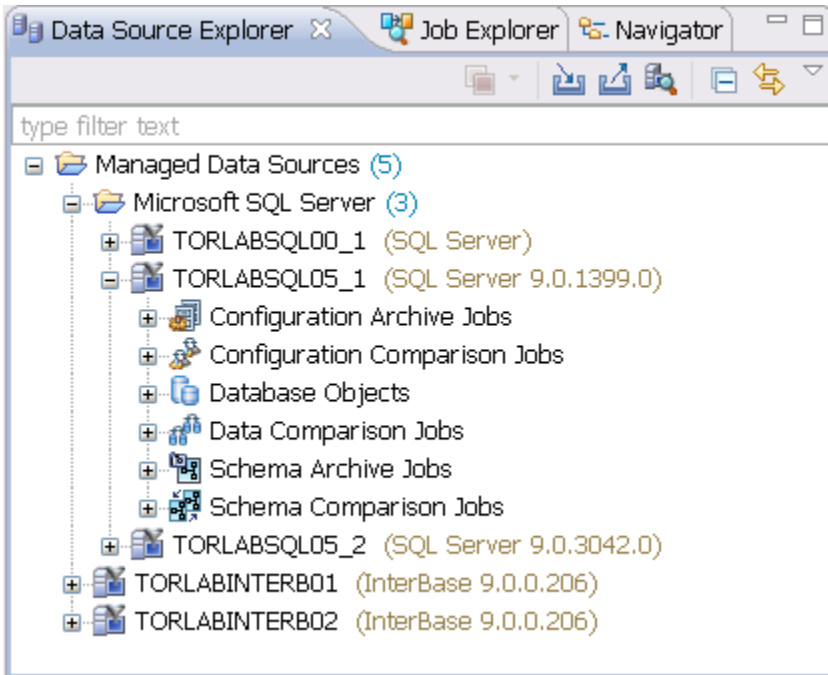 Data Source Explorer Job Explorer Navigator
type filter text
Managed Data Sources (5)
Microsoft SQL Server (3)
TORLABSQL00_1 (SQL Server)
TORLABSQL05_1 (SQL Server 9.0.1399.0)
Configuration Archive Jobs
Configuration Comparison Jobs
Database Objects
Data Comparison Jobs
Schema Archive Jobs
Schema Comparison Jobs
TORLABSQL05_2 (SQL Server 9.0.3042.0)
TORLABINTERB01 (InterBase 9.0.0.206)
TORLABINTERB02 (InterBase 9.0.0.206)